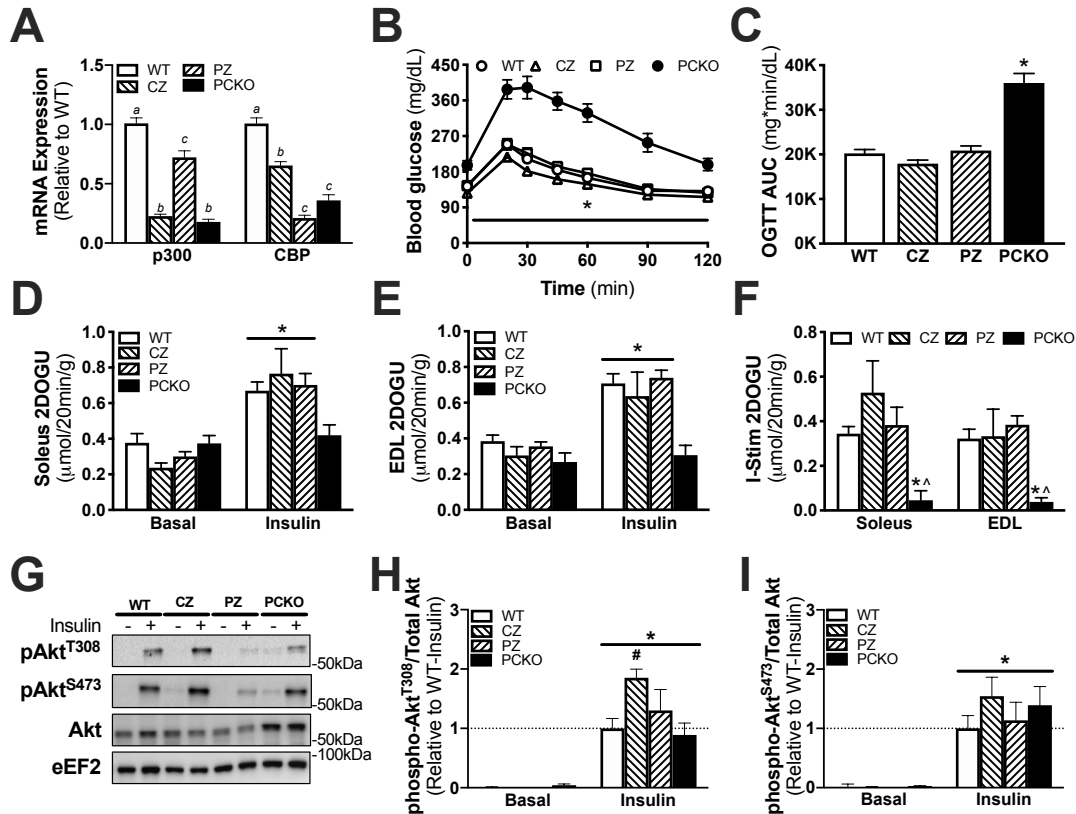 A
mRNA Expression
(Relative to WT)
1.5
1.0
0.5
0.0
WT
PZ
CZ
PCKO
a
b
c
b
a
b
c
c
p300
CBP
B
Blood glucose (mg/dL)
450
360
270
180
90
0
WT
CZ
PZ
PCKO
*
0
30
60
90
120
Time (min)
C
OGTT AUC (mg*min/dL)
40K
30K
20K
10K
0K
*
WT
CZ
PZ
PCKO
D
Soleus 2DOGU
(μmol/20min/g)
1.0
0.8
0.6
0.4
0.2
0.0
WT
CZ
PZ
PCKO
*
Basal
Insulin
E
EDL 2DOGU
(μmol/20min/g)
1.0
0.8
0.6
0.4
0.2
0.0
WT
CZ
PZ
PCKO
*
Basal
Insulin
F
I-Stim 2DOGU
(μmol/20min/g)
0.8
0.6
0.4
0.2
0.0
WT
CZ
PZ
PCKO
*^
*^
Soleus
EDL
G
WT CZ PZ PCKO
Insulin - + - + - + - +
pAktT308
-50kDa
pAktS473
-50kDa
Akt
-50kDa
-100kDa
eEF2
H
phospho-AktT308/Total Akt
(Relative to WT-Insulin)
3
2
1
0
WT
CZ
PZ
PCKO
*
#
Basal
Insulin
I
phospho-AktS473/Total Akt
(Relative to WT-Insulin)
3
2
1
0
WT
CZ
PZ
PCKO
*
Basal
Insulin